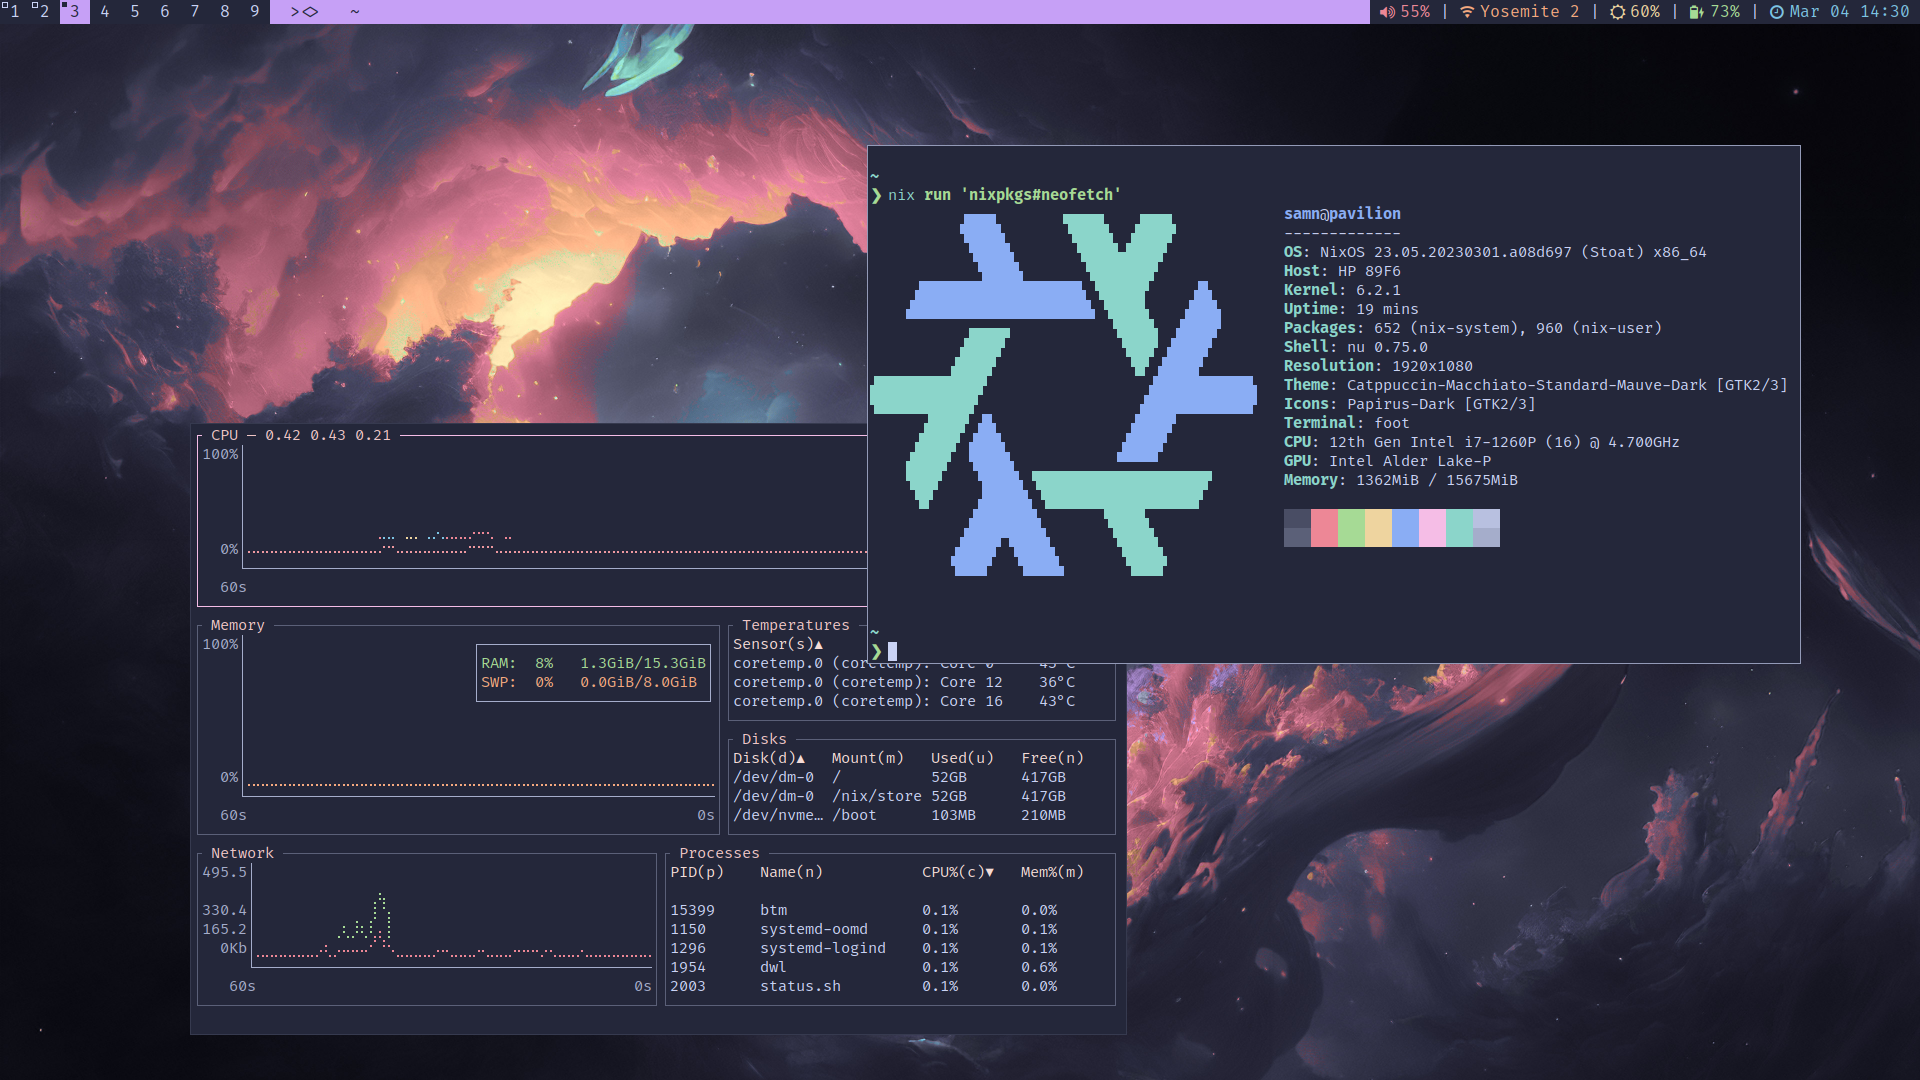 1 2 3 4 5 6 7 8 9 ><> ~ 55% | Yosemite 2 | 60% | 73% | Mar 04 14:30
~
❯ nix run 'nixpkgs#neofetch'
samn@pavilion
-------------
OS: NixOS 23.05.20230301.a08d697 (Stoat) x86_64
Host: HP 89F6
Kernel: 6.2.1
Uptime: 19 mins
Packages: 652 (nix-system), 960 (nix-user)
Shell: nu 0.75.0
Resolution: 1920x1080
Theme: Catppuccin-Macchiato-Standard-Mauve-Dark [GTK2/3]
Icons: Papirus-Dark [GTK2/3]
Terminal: foot
CPU: 12th Gen Intel i7-1260P (16) @ 4.700GHz
GPU: Intel Alder Lake-P
Memory: 1362MiB / 15675MiB
~
❯
CPU — 0.42 0.43 0.21
100%
0%
60s
Memory
100%
RAM: 8% 1.3GiB/15.3GiB
SWP: 0% 0.0GiB/8.0GiB
0%
60s 0s
Temperatures
Sensor(s)▲
coretemp.0 (coretemp): Core
coretemp.0 (coretemp): Core 12 36°C
coretemp.0 (coretemp): Core 16 43°C
Disks
Disk(d)▲ Mount(m) Used(u) Free(n)
/dev/dm-0 / 52GB 417GB
/dev/dm-0 /nix/store 52GB 417GB
/dev/nvme… /boot 103MB 210MB
Network
495.5
330.4
165.2
0Kb
60s 0s
Processes
PID(p) Name(n) CPU%(c)▼ Mem%(m)
15399 btm 0.1% 0.0%
1150 systemd-oomd 0.1% 0.1%
1296 systemd-logind 0.1% 0.1%
1954 dwl 0.1% 0.6%
2003 status.sh 0.1% 0.0%